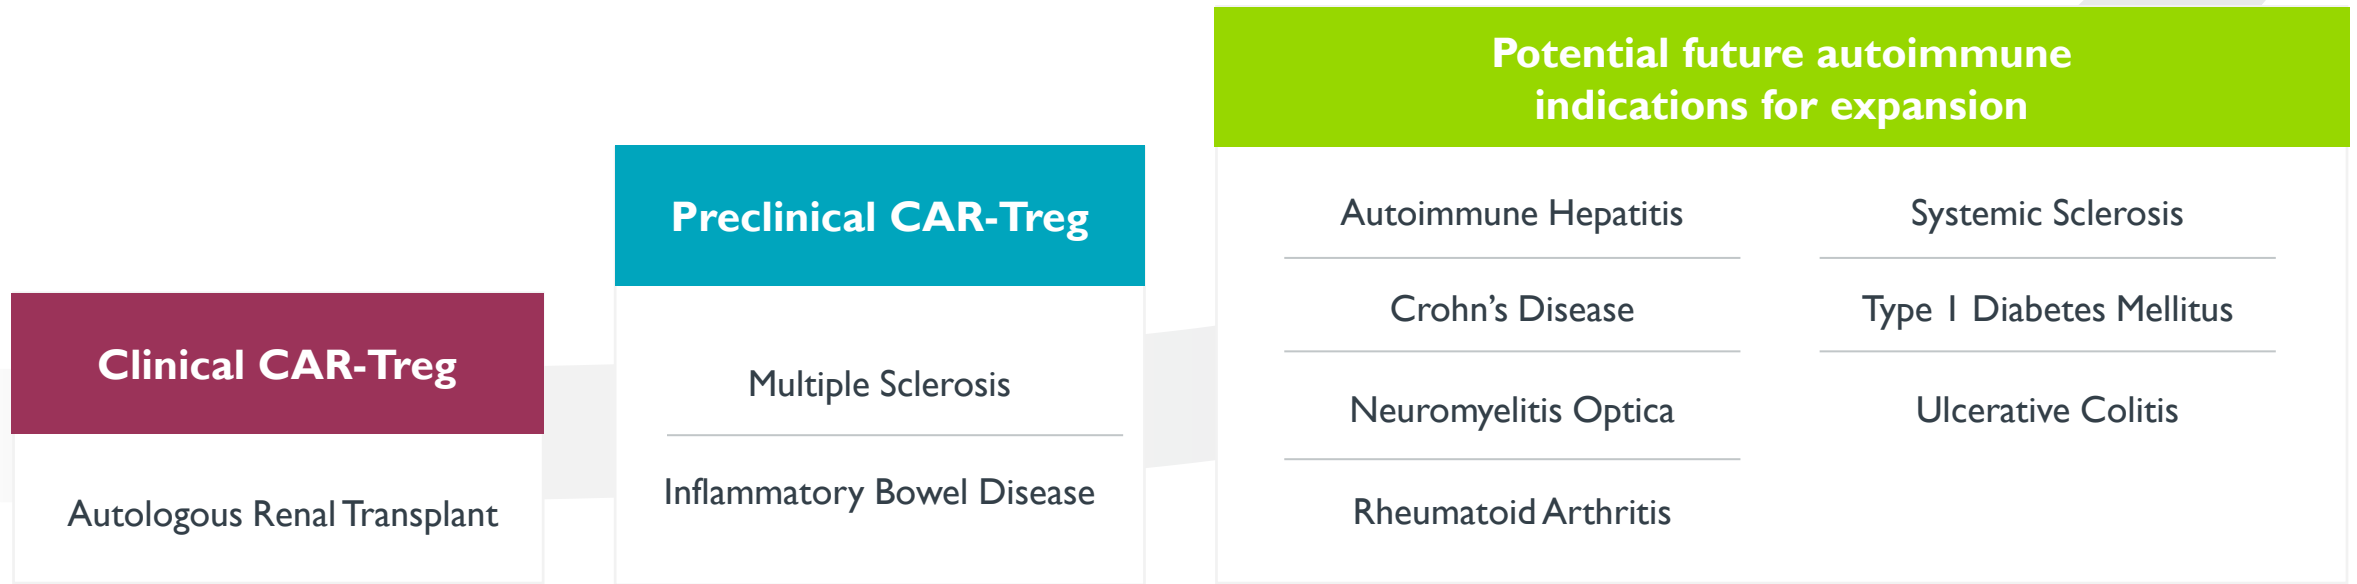 Clinical CAR-Treg
Autologous Renal Transplant
Preclinical CAR-Treg
Multiple Sclerosis
Inflammatory Bowel Disease
Potential future autoimmune
indications for expansion
Autoimmune Hepatitis
Crohn’s Disease
Neuromyelitis Optica
Rheumatoid Arthritis
Systemic Sclerosis
Type 1 Diabetes Mellitus
Ulcerative Colitis